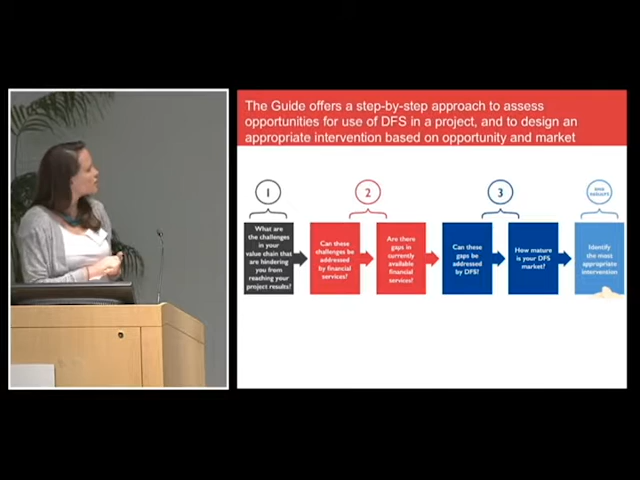 The Guide offers a step-by-step approach to assess
opportunities for use of DFS in a project, and to design an
appropriate intervention based on opportunity and market
1
2
3
What are
the challenges
in your
value chain that
are hindering
you from
reaching your
project results?
Can these
challenges be
addressed
by financial
services?
Are there
gaps in
currently
available
financial
services?
Can these
gaps be
addressed
by DFS?
How mature
is your DFS
market?
Identify
the most
appropriate
intervention